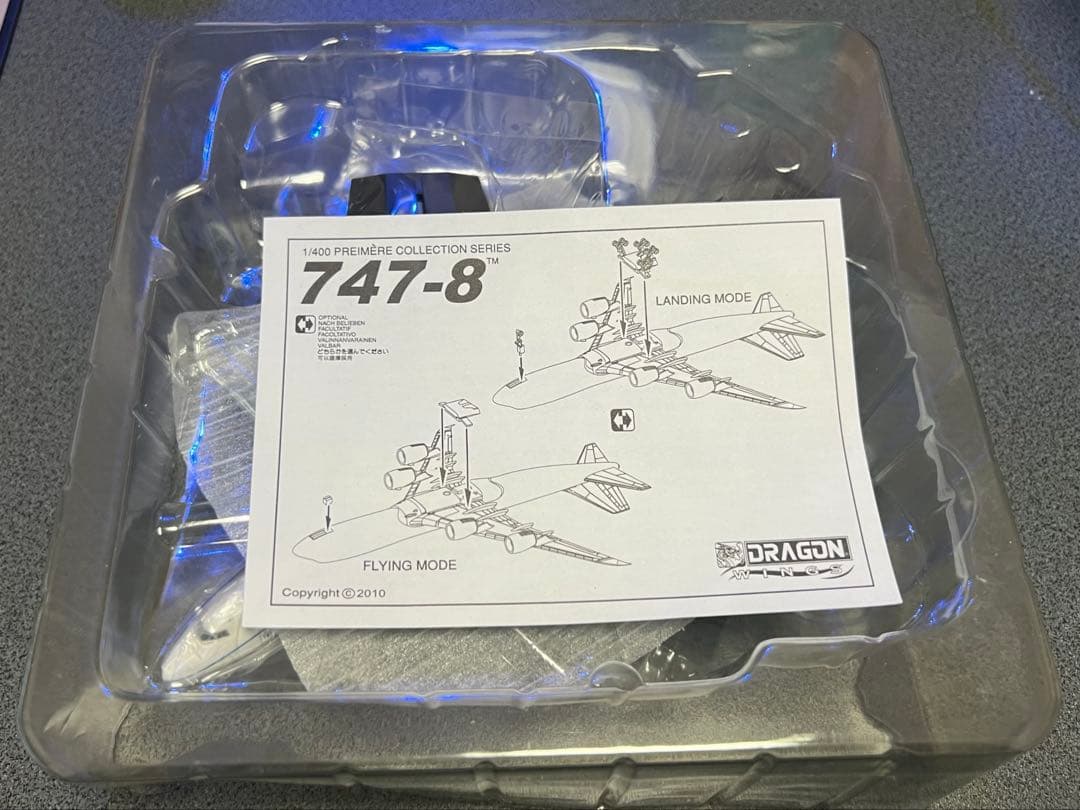 1/400 PREIMÈRE COLLECTION SERIES
747-8™
OPTIONAL
NACH BELIEBEN
FACULTATIF
FACOLTATIVO
VALINNANVARAINEN
VALBAR
どちらかを選んでください
可以選擇採用
LANDING MODE
FLYING MODE
DRAGON
WINGS
Copyright © 2010